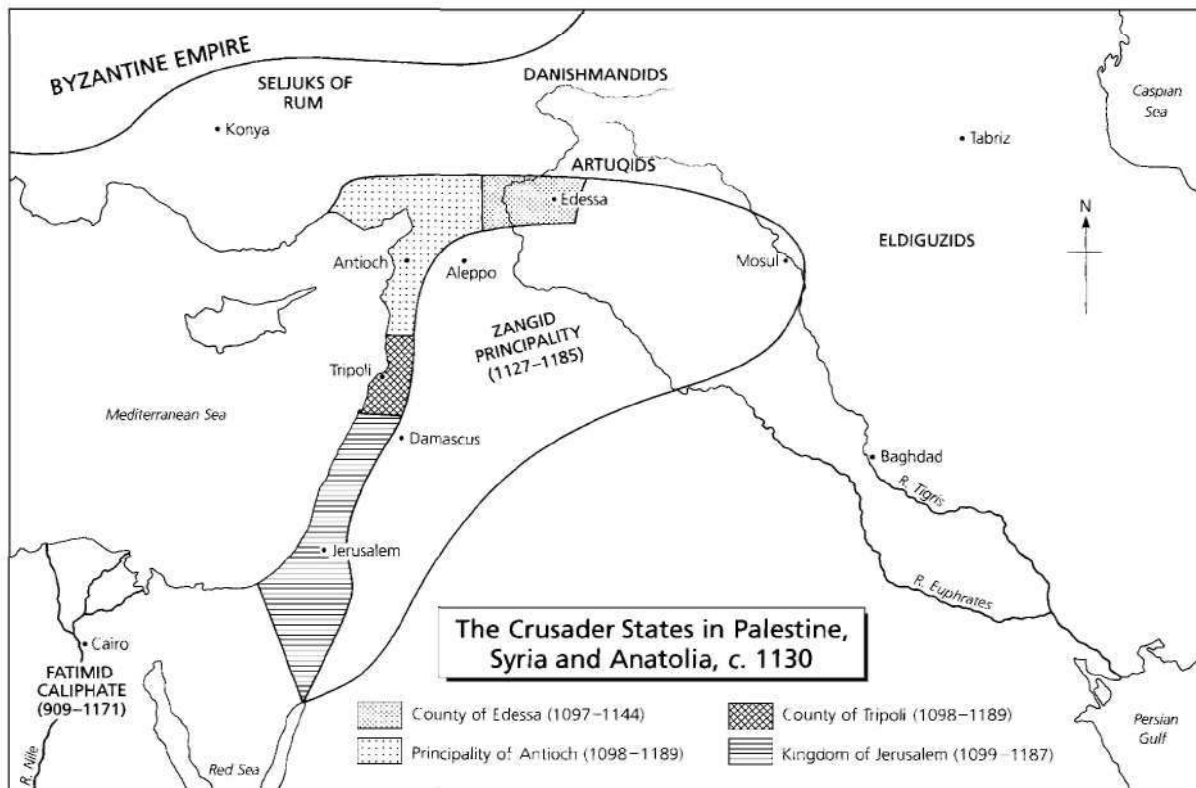 BYZANTINE EMPIRE
SELJUKS OF
RUM
Konya
DANISHMANDIDS
Caspian
Sea
Tabriz
ARTUQIDS
Edessa
N
ELDIGUZIDS
Antioch
Aleppo
Mosul
ZANGID
PRINCIPALITY
(1127–1185)
Tripoli
Mediterranean Sea
Damascus
Baghdad
R. Tigris
Jerusalem
R. Euphrates
Cairo
FATIMID
CALIPHATE
(909–1171)
R. Nile
Red Sea
Persian
Gulf
The Crusader States in Palestine,
Syria and Anatolia, c. 1130
County of Edessa (1097–1144)
County of Tripoli (1098–1189)
Principality of Antioch (1098–1189)
Kingdom of Jerusalem (1099–1187)